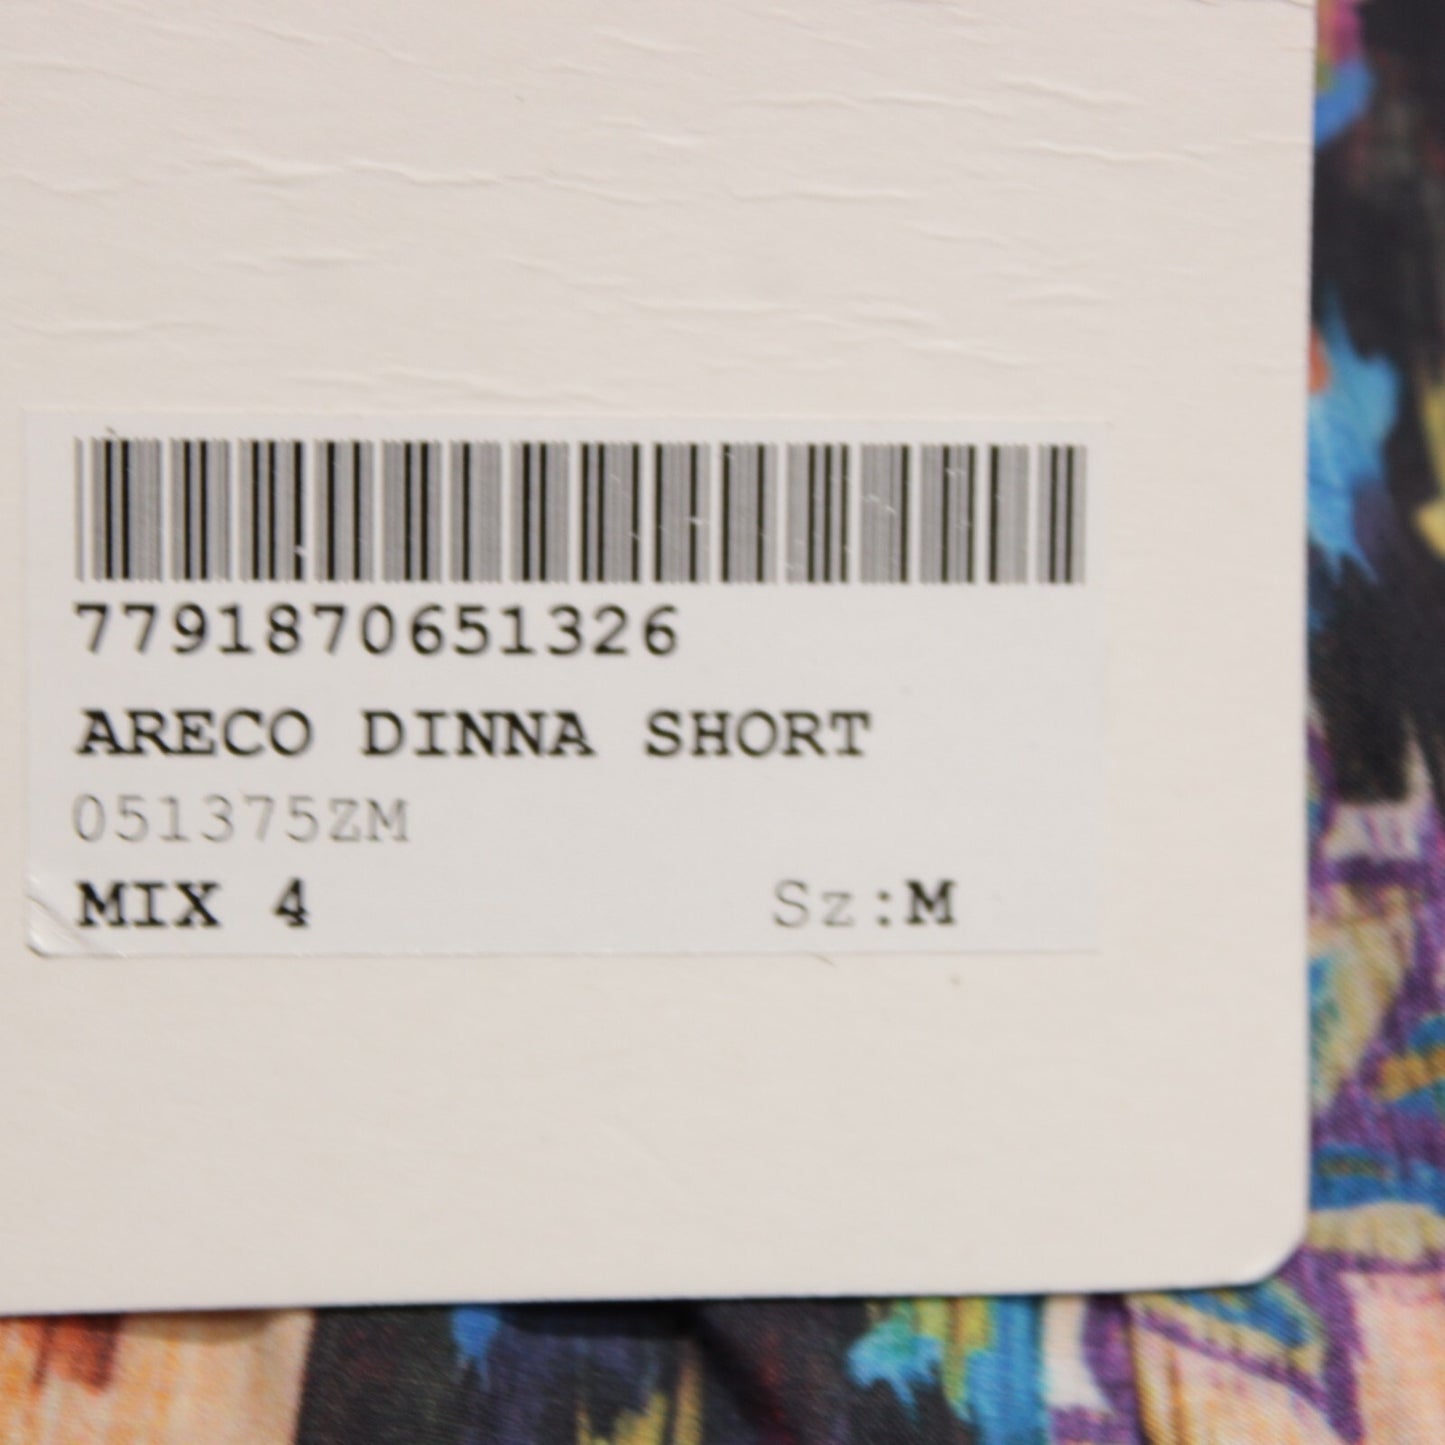 7791870651326
ARECO DINNA SHORT
051375ZM
MIX 4 Sz:M